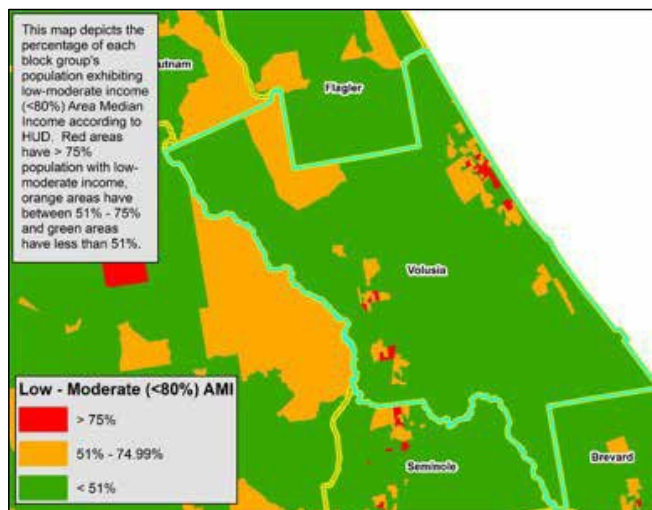 This map depicts the
percentage of each
block group's
population exhibiting
low-moderate income
(<80%) Area Median
Income according to
HUD. Red areas
have > 75%
population with low-
moderate income,
orange areas have
between 51% - 75%
and green areas
have less than 51%.
utnam
Flagler
Volusia
Low - Moderate (<80%) AMI
> 75%
51% - 74.99%
< 51%
Seminole
Brevard